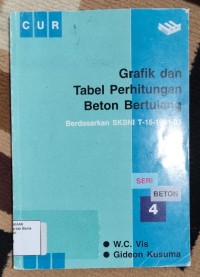 CUR
Grafik dan
Tabel Perhitungan
Beton Bertulang
Berdasarkan SKSNI T-15-1991-03
SERI
BETON
4
● W.C. Vis
● Gideon Kusuma